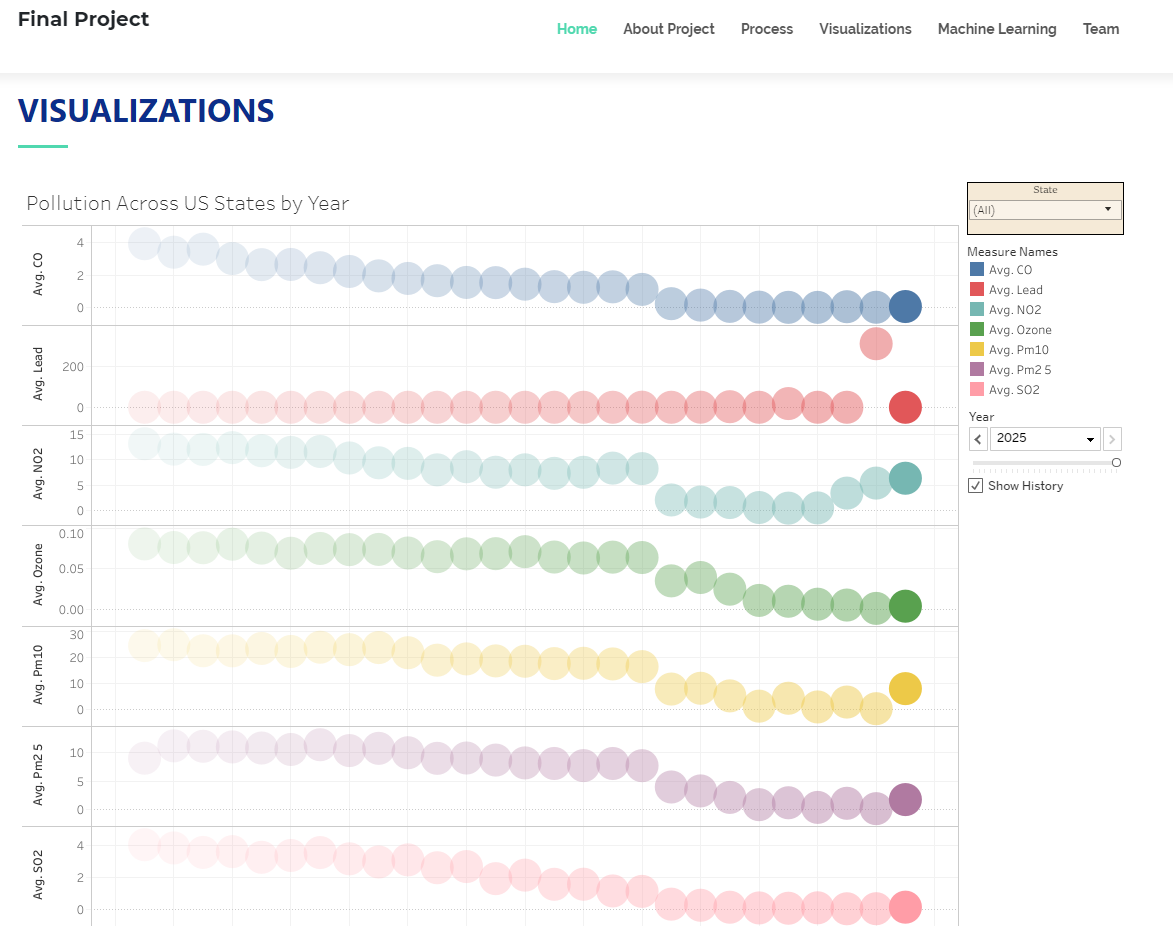 Final Project
Home About Project Process Visualizations Machine Learning Team
VISUALIZATIONS
Pollution Across US States by Year
Avg. CO
4
2
0
Avg. Lead
200
0
Avg. NO2
15
10
5
0
Avg. Ozone
0.10
0.05
0.00
Avg. Pm10
30
20
10
0
Avg. Pm2 5
10
5
0
Avg. SO2
4
2
0
State
(All)
Measure Names
Avg. CO
Avg. Lead
Avg. NO2
Avg. Ozone
Avg. Pm10
Avg. Pm2 5
Avg. SO2
Year
2025
Show History